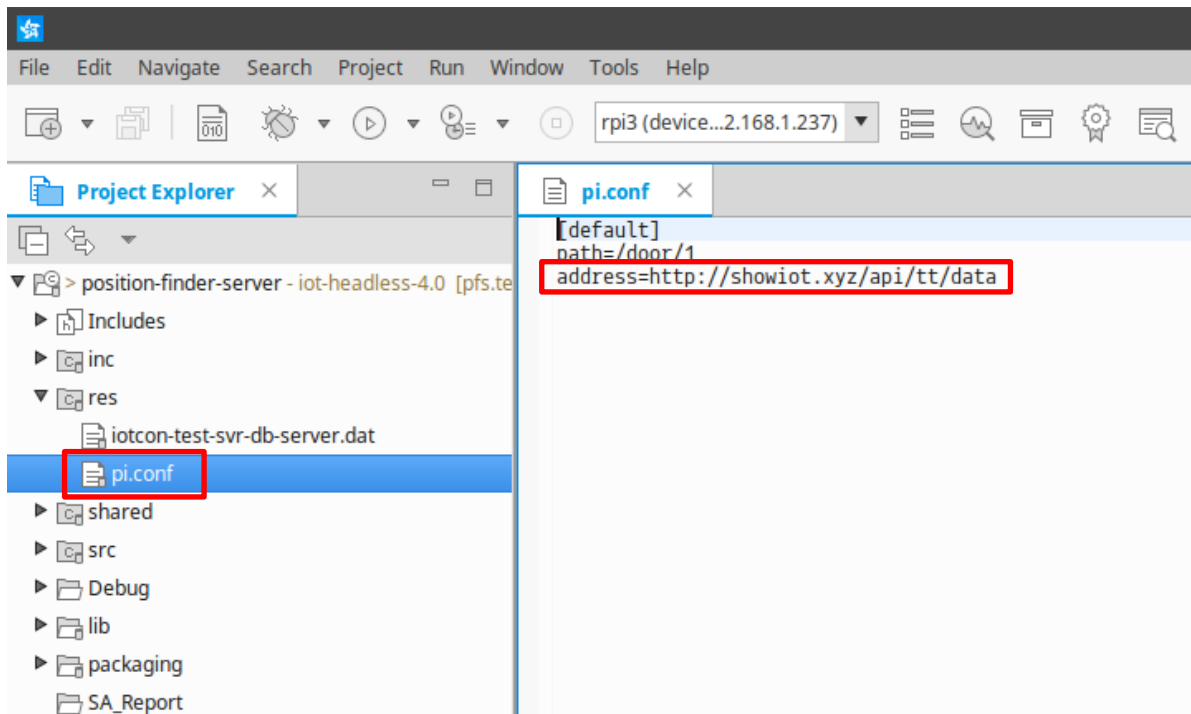 File Edit Navigate Search Project Run Window Tools Help
010
rpi3 (device...2.168.1.237)
Project Explorer
pi.conf
[default]
path=/door/1
address=http://showiot.xyz/api/tt/data
> position-finder-server - iot-headless-4.0 [pfs.te
Includes
inc
res
iotcon-test-svr-db-server.dat
pi.conf
shared
src
Debug
lib
packaging
SA_Report